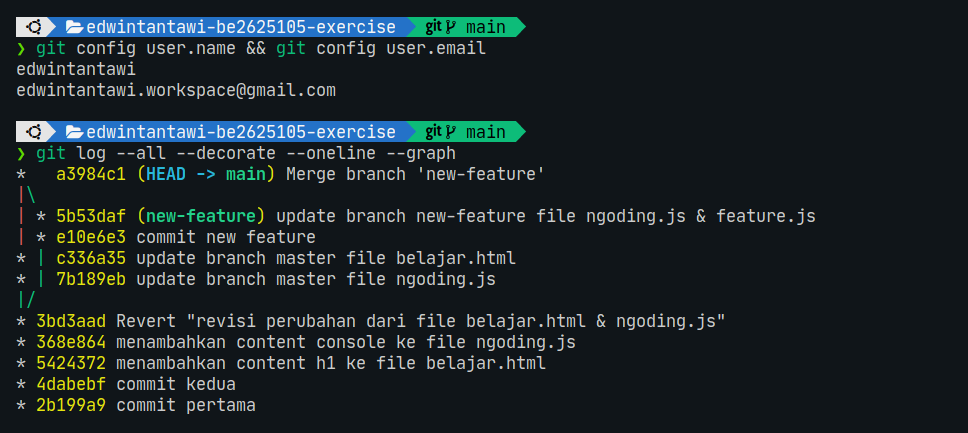 edwintantawi-be2625105-exercise git main
❯ git config user.name && git config user.email
edwintantawi
edwintantawi.workspace@gmail.com
edwintantawi-be2625105-exercise git main
❯ git log --all --decorate --oneline --graph
*   a3984c1 (HEAD -> main) Merge branch 'new-feature'
|\
| * 5b53daf (new-feature) update branch new-feature file ngoding.js & feature.js
| * e10e6e3 commit new feature
* | c336a35 update branch master file belajar.html
* | 7b189eb update branch master file ngoding.js
|/
* 3bd3aad Revert "revisi perubahan dari file belajar.html & ngoding.js"
* 368e864 menambahkan content console ke file ngoding.js
* 5424372 menambahkan content h1 ke file belajar.html
* 4dabebf commit kedua
* 2b199a9 commit pertama